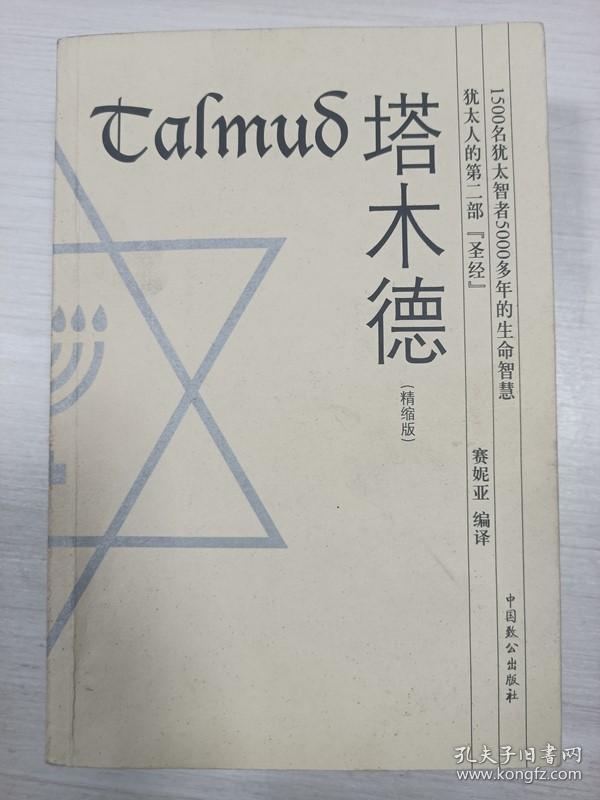 Talmud
塔木德
（精缩版）
1500名犹太智者5000多年的生命智慧
犹太人的第二部『圣经』
赛妮亚 编译
中国致公出版社
孔夫子旧书网
www.kongfz.com